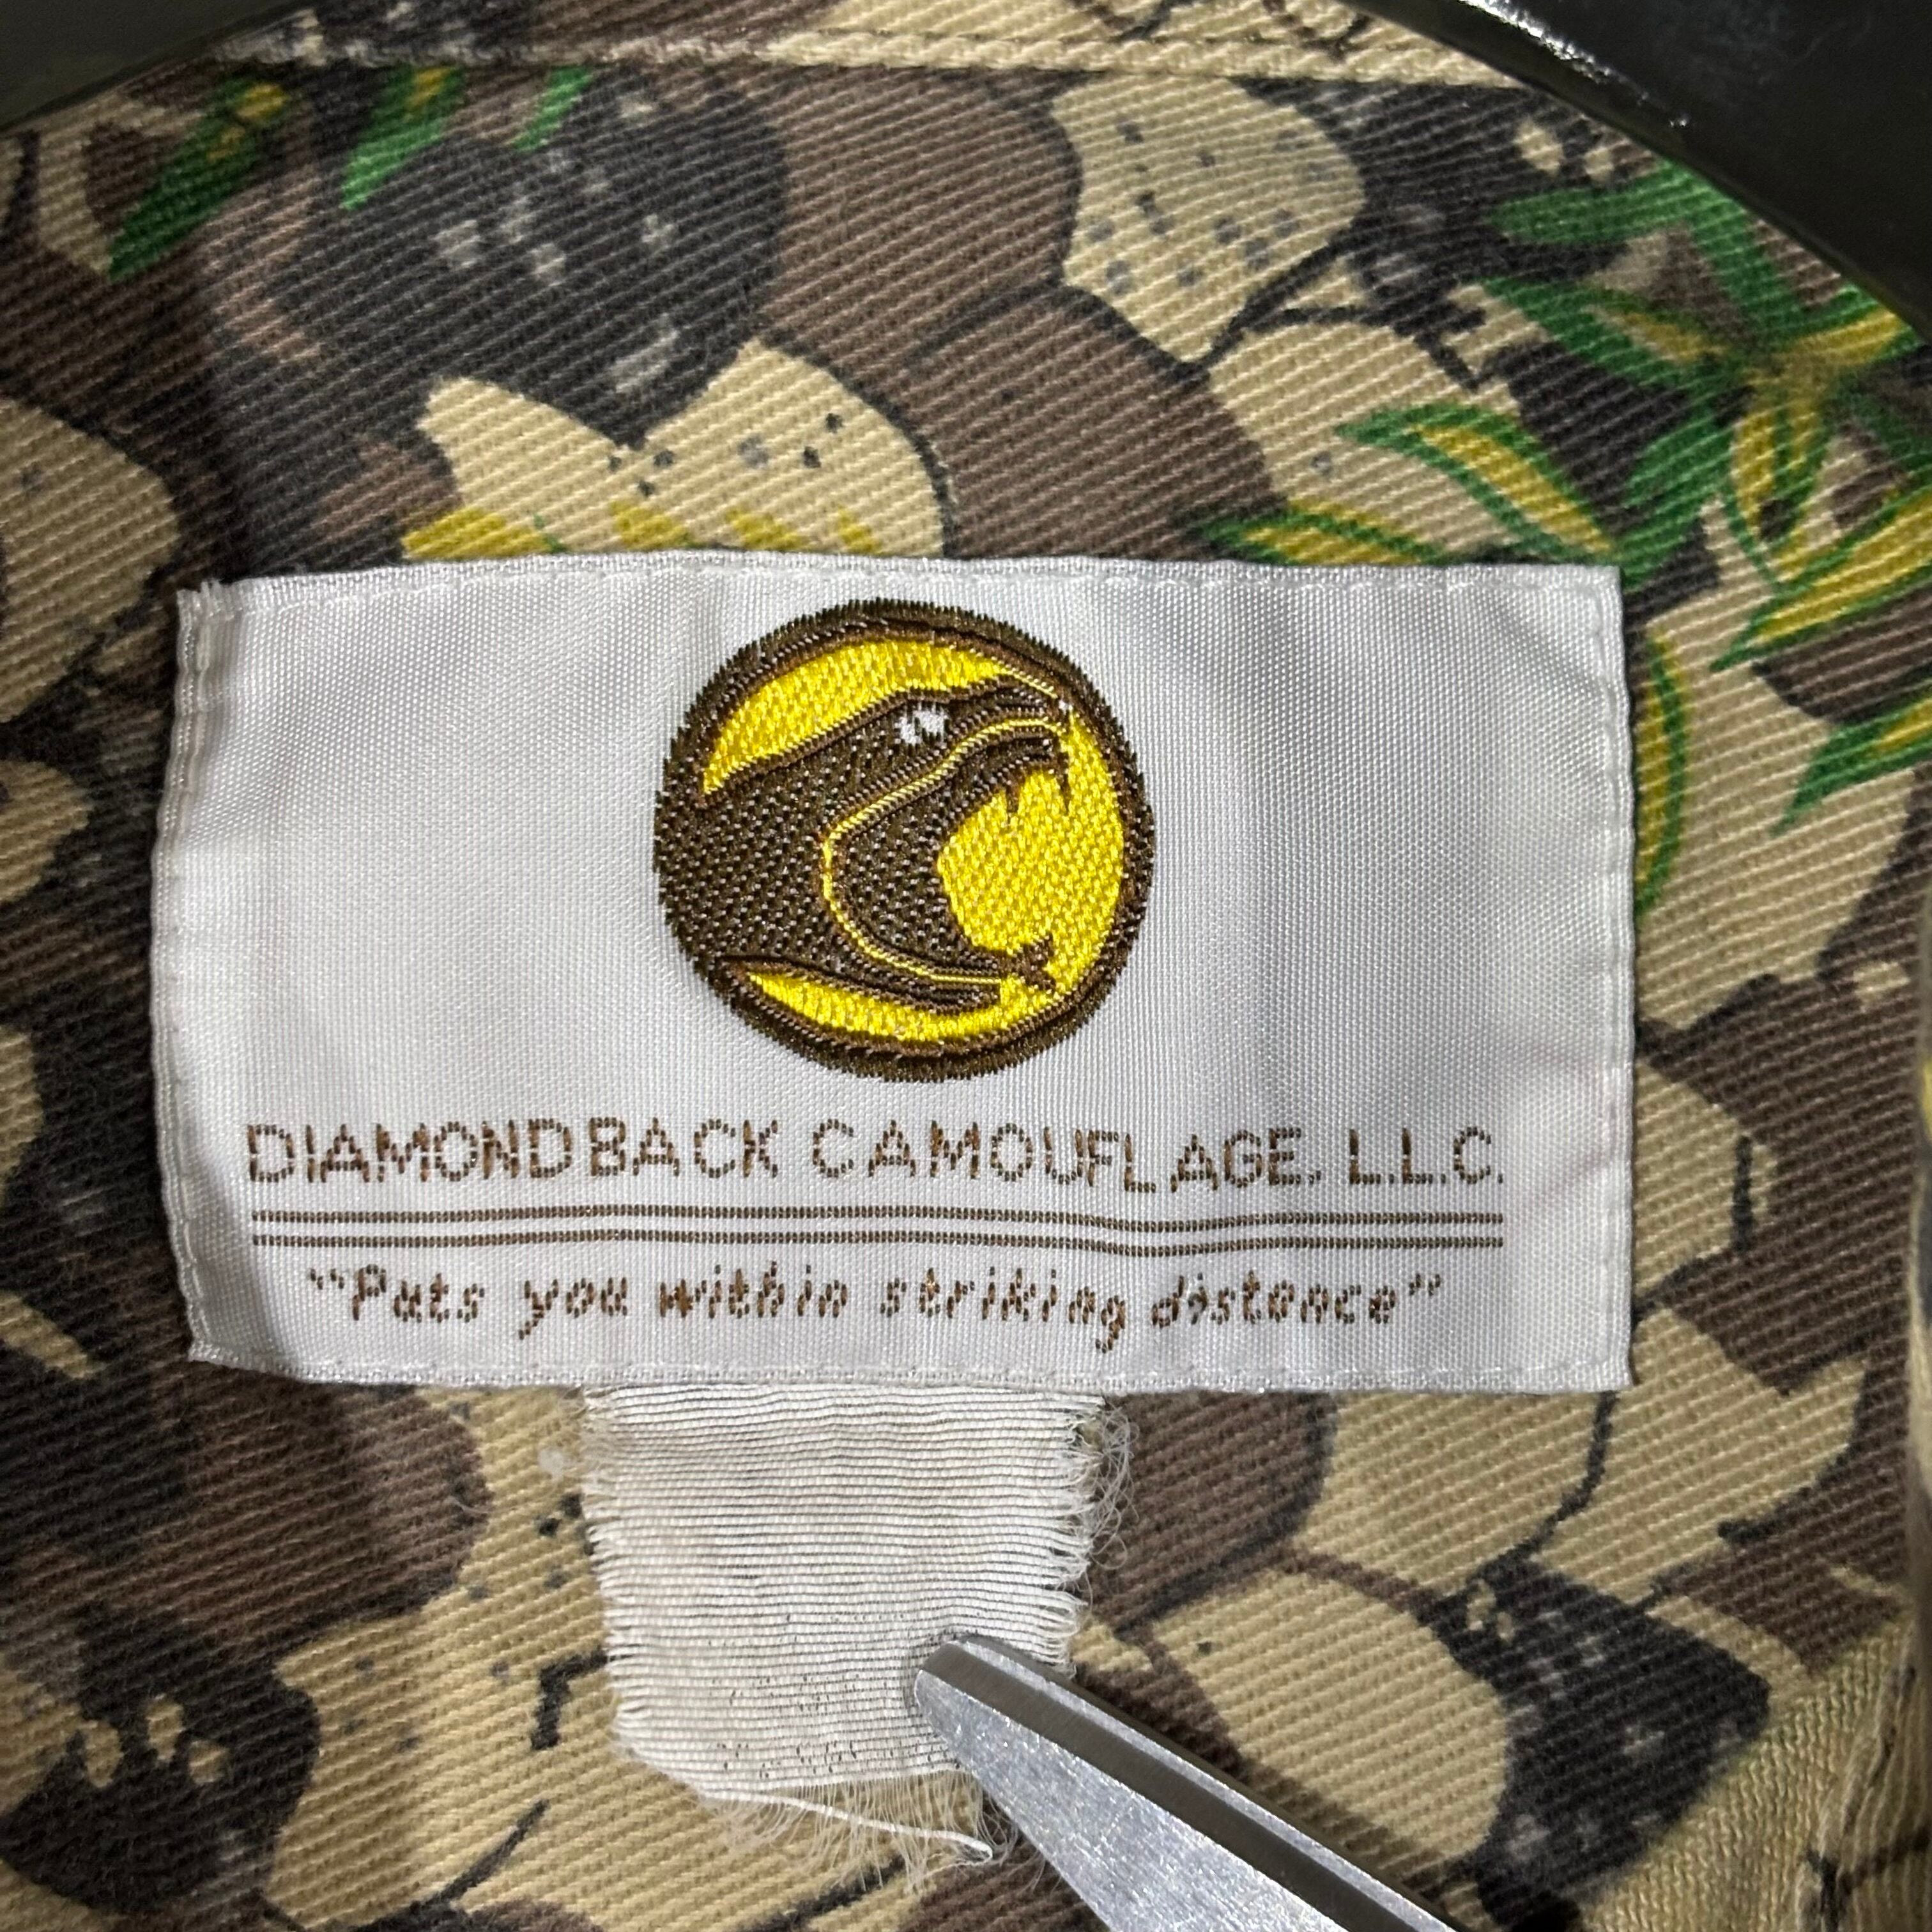 DIAMONDBACK CAMOUFLAGE, L.L.C.
"Puts you within striking distance"